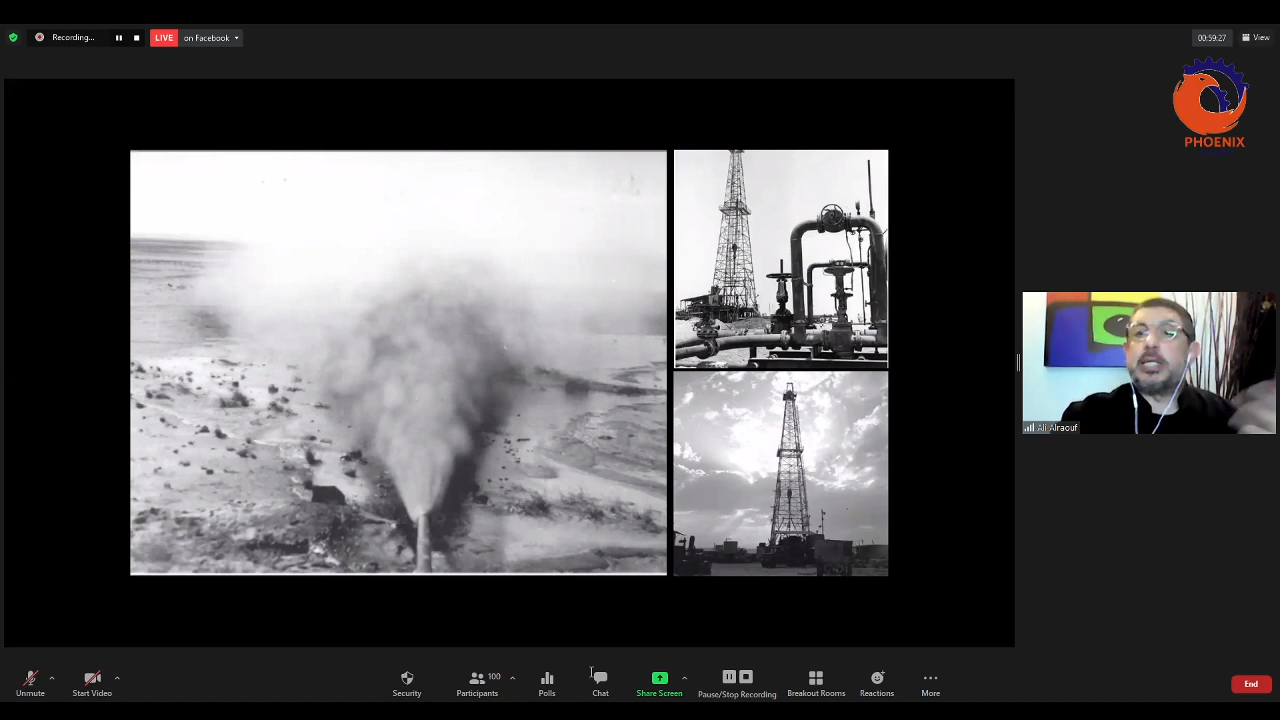 Recording...
LIVE on Facebook
00:59:27
View
PHOENIX
Ali Alraouf
Unmute
Start Video
Security
100
Participants
Polls
Chat
Share Screen
Pause/Stop Recording
Breakout Rooms
Reactions
More
End